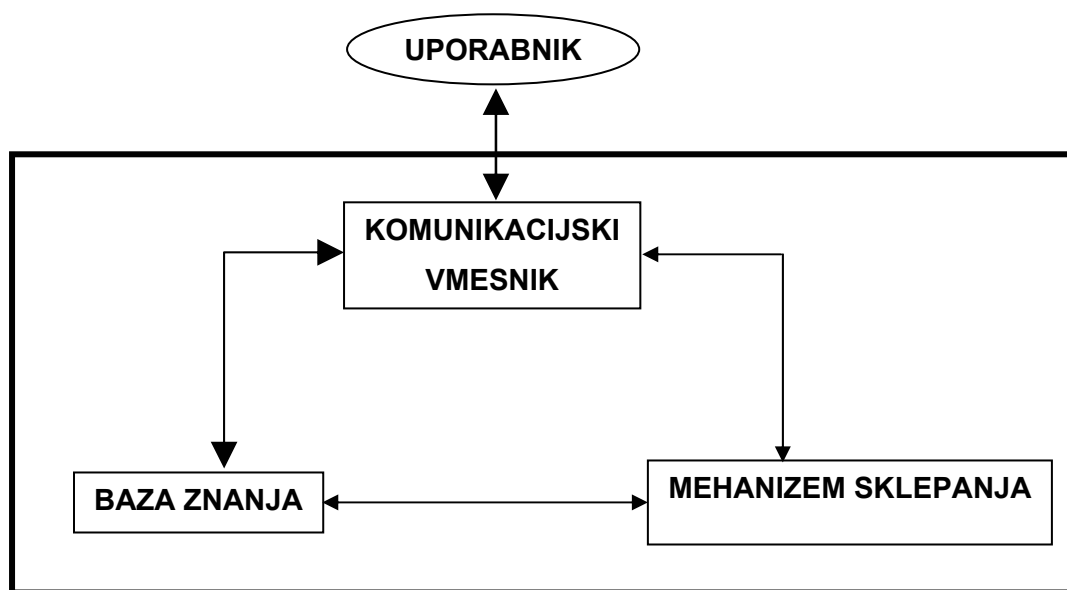 UPORABNIK
KOMUNIKACIJSKI
VMESNIK
BAZA ZNANJA
MEHANIZEM SKLEPANJA